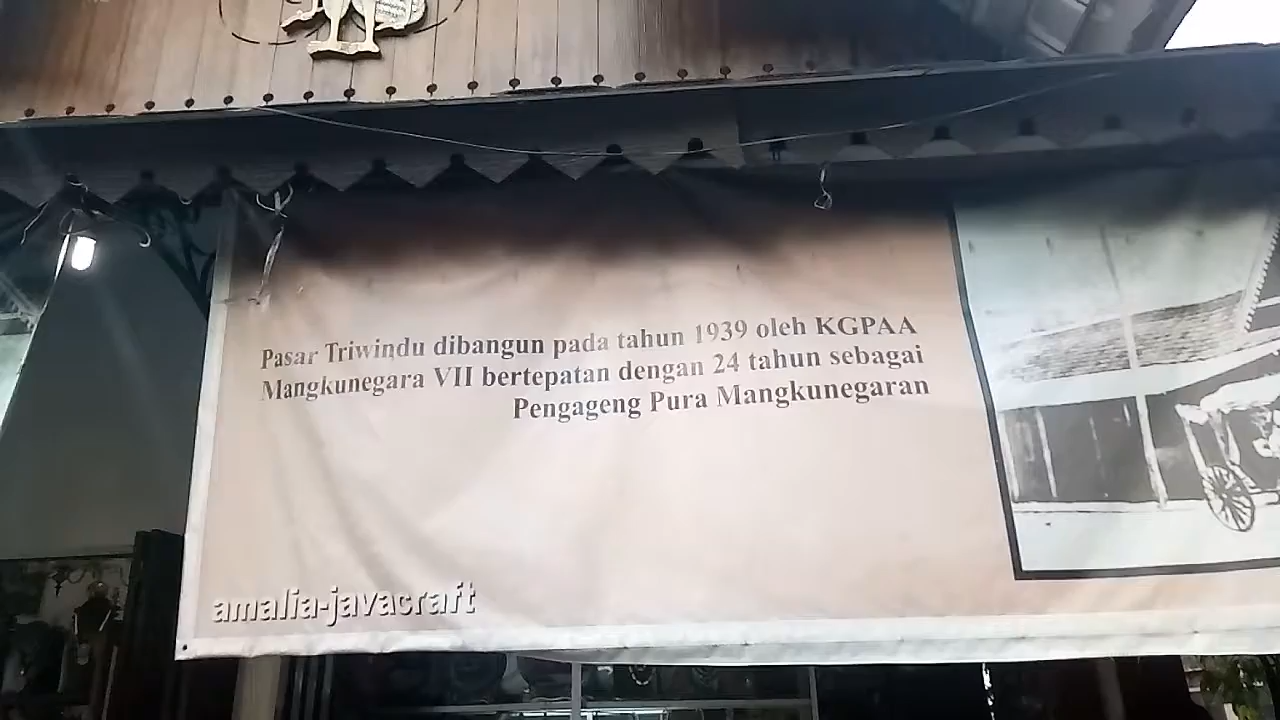 Pasar Triwindu dibangun pada tahun 1939 oleh KGPAA
Mangkunegara VII bertepatan dengan 24 tahun sebagai
Pengageng Pura Mangkunegaran
amalia-javacraft